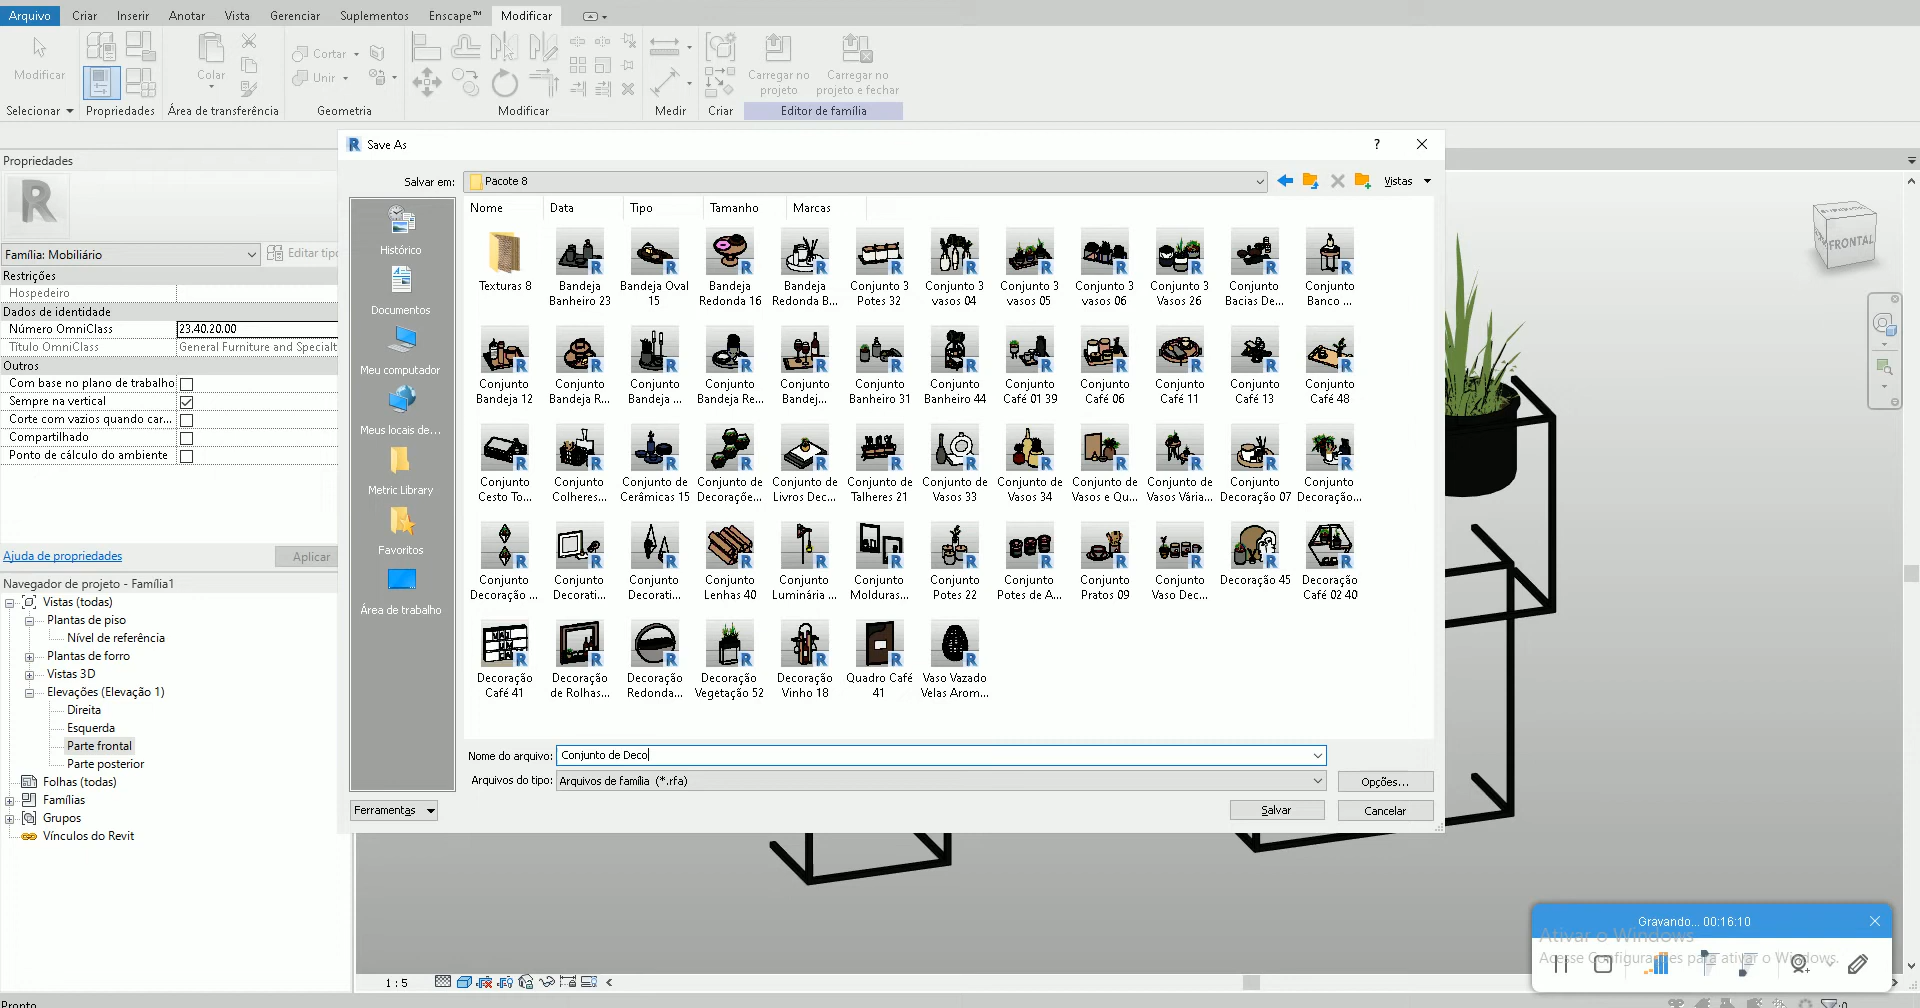 Arquivo Criar Inserir Anotar Vista Gerenciar Suplementos Enscape™ Modificar
Modificar
Colar
Cortar
Unir
Carregar no projeto
Carregar no projeto e fechar
Selecionar Propriedades Área de transferência Geometria Modificar Medir Criar Editor de família
Propriedades
Família: Mobiliário
Editar tipo
Restrições
Hospedeiro
Dados de identidade
Número OmniClass 23.40.20.00
Título OmniClass General Furniture and Specialt
Outros
Com base no plano de trabalho
Sempre na vertical
Corte com vazios quando car...
Compartilhado
Ponto de cálculo do ambiente
Ajuda de propriedades
Aplicar
Navegador de projeto - Família1
Vistas (todas)
Plantas de piso
Nível de referência
Plantas de forro
Vistas 3D
Elevações (Elevação 1)
Direita
Esquerda
Parte frontal
Parte posterior
Folhas (todas)
Famílias
Grupos
Vínculos do Revit
Save As
?
Salvar em: Pacote 8
Vistas
Histórico
Documentos
Meu computador
Meus locais de...
Metric Library
Favoritos
Área de trabalho
Nome Data Tipo Tamanho Marcas
Texturas 8
Bandeja Banheiro 23
Bandeja Oval 15
Bandeja Redonda 16
Bandeja Redonda B...
Conjunto 3 Potes 32
Conjunto 3 vasos 04
Conjunto 3 vasos 05
Conjunto 3 vasos 06
Conjunto 3 Vasos 26
Conjunto Bacias De...
Conjunto Banco ...
Conjunto Bandeja 12
Conjunto Bandeja R...
Conjunto Bandeja ...
Conjunto Bandeja Re...
Conjunto Bandej...
Conjunto Banheiro 31
Conjunto Banheiro 44
Conjunto Café 01 39
Conjunto Café 06
Conjunto Café 11
Conjunto Café 13
Conjunto Café 48
Conjunto Cesto To...
Conjunto Colheres...
Conjunto de Cerâmicas 15
Conjunto de Decoraçõe...
Conjunto de Livros Dec...
Conjunto de Talheres 21
Conjunto de Vasos 33
Conjunto de Vasos 34
Conjunto de Vasos e Qu...
Conjunto de Vasos Vária...
Conjunto Decoração 07
Conjunto Decoração...
Conjunto Decoração ...
Conjunto Decorati...
Conjunto Decorati...
Conjunto Lenhas 40
Conjunto Luminária ...
Conjunto Molduras...
Conjunto Potes 22
Conjunto Potes de A...
Conjunto Pratos 09
Conjunto Vaso Dec...
Decoração 45
Decoração Café 02 40
Decoração Café 41
Decoração de Rolhas...
Decoração Redonda...
Decoração Vegetação 52
Decoração Vinho 18
Quadro Café 41
Vaso Vazado Velas Arom...
Nome do arquivo: Conjunto de Deco
Arquivos do tipo: Arquivos de família (*.rfa)
Opções...
Ferramentas
Salvar
Cancelar
FRONTAL
1 : 5
Gravando... 00:16:10
Ativar o Windows
Acesse Configurações para ativar o Windows.
Pronto
:0